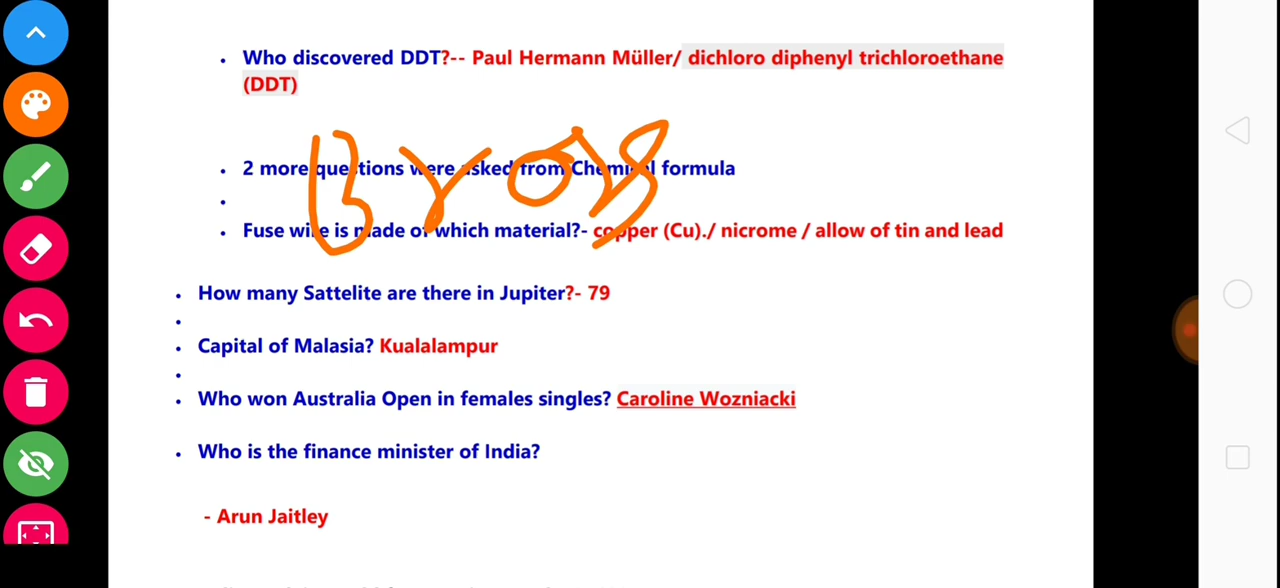 Who discovered DDT?-- Paul Hermann Müller/ dichloro diphenyl trichloroethane
(DDT)
2 more questions were asked from Chemical formula
Fuse wire is made of which material?- copper (Cu)./ nicrome / allow of tin and lead
How many Sattelite are there in Jupiter?- 79
Capital of Malasia? Kualalampur
Who won Australia Open in females singles? Caroline Wozniacki
Who is the finance minister of India?
- Arun Jaitley